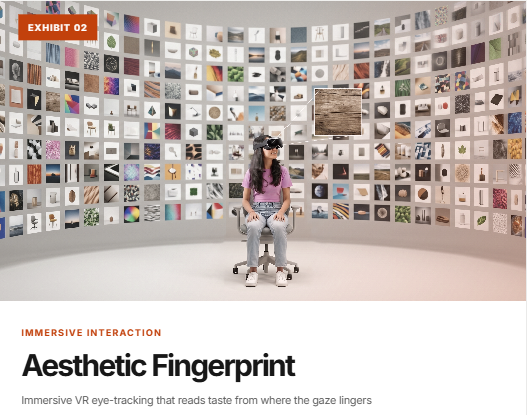 EXHIBIT 02
IMMERSIVE INTERACTION
Aesthetic Fingerprint
Immersive VR eye-tracking that reads taste from where the gaze lingers